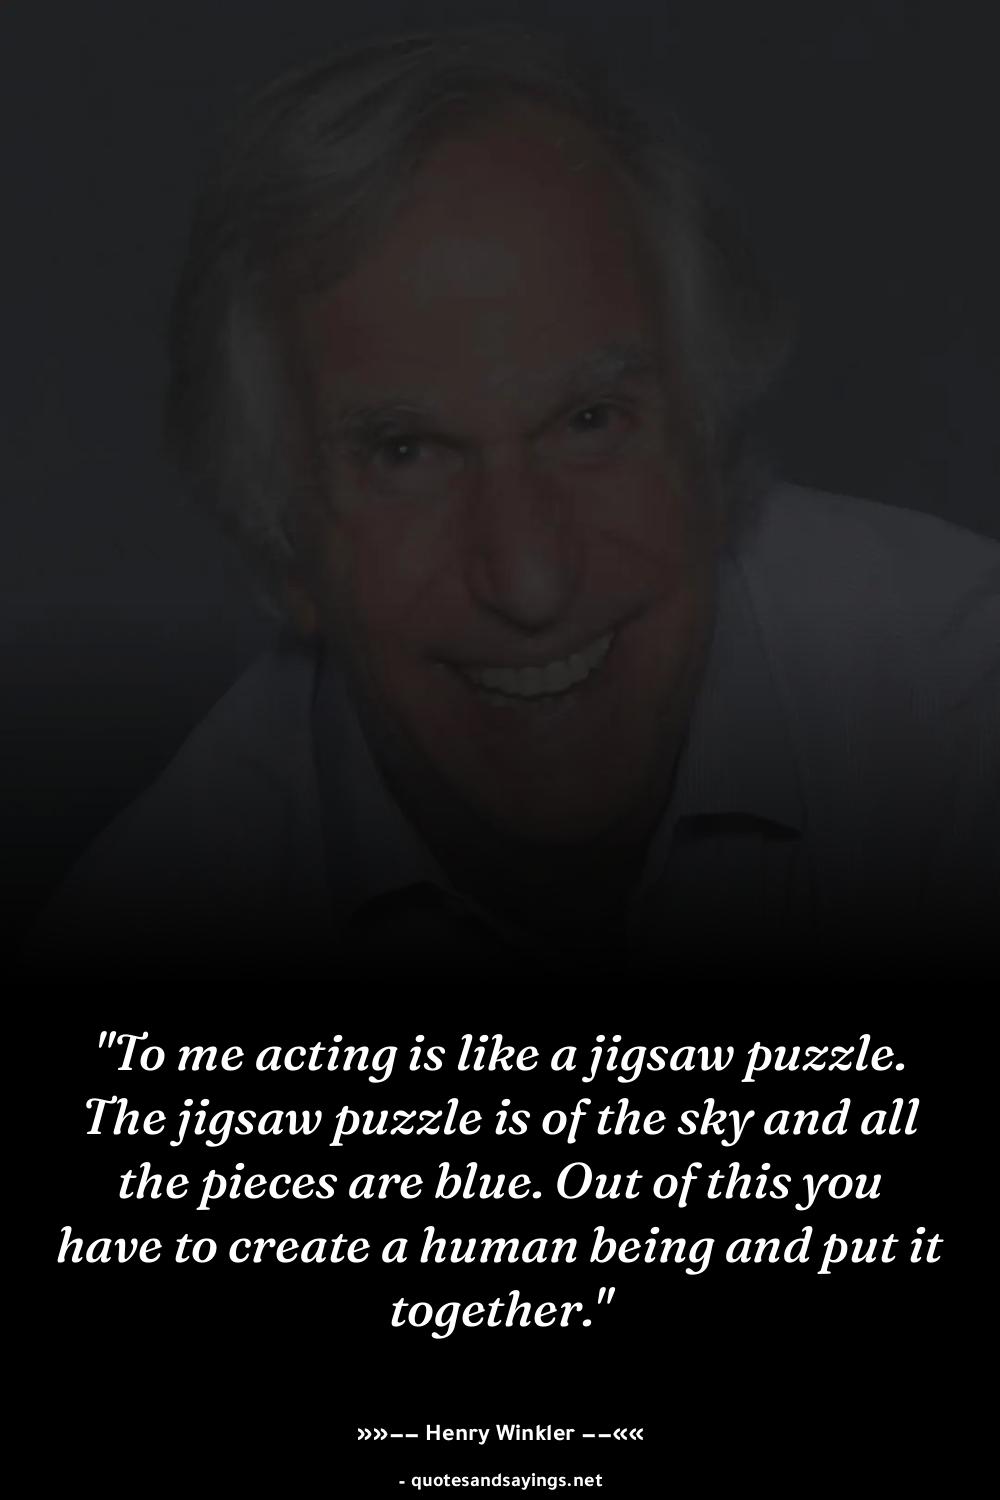 "To me acting is like a jigsaw puzzle.
The jigsaw puzzle is of the sky and all
the pieces are blue. Out of this you
have to create a human being and put it
together."
»»−− Henry Winkler −−««
- quotesandsayings.net